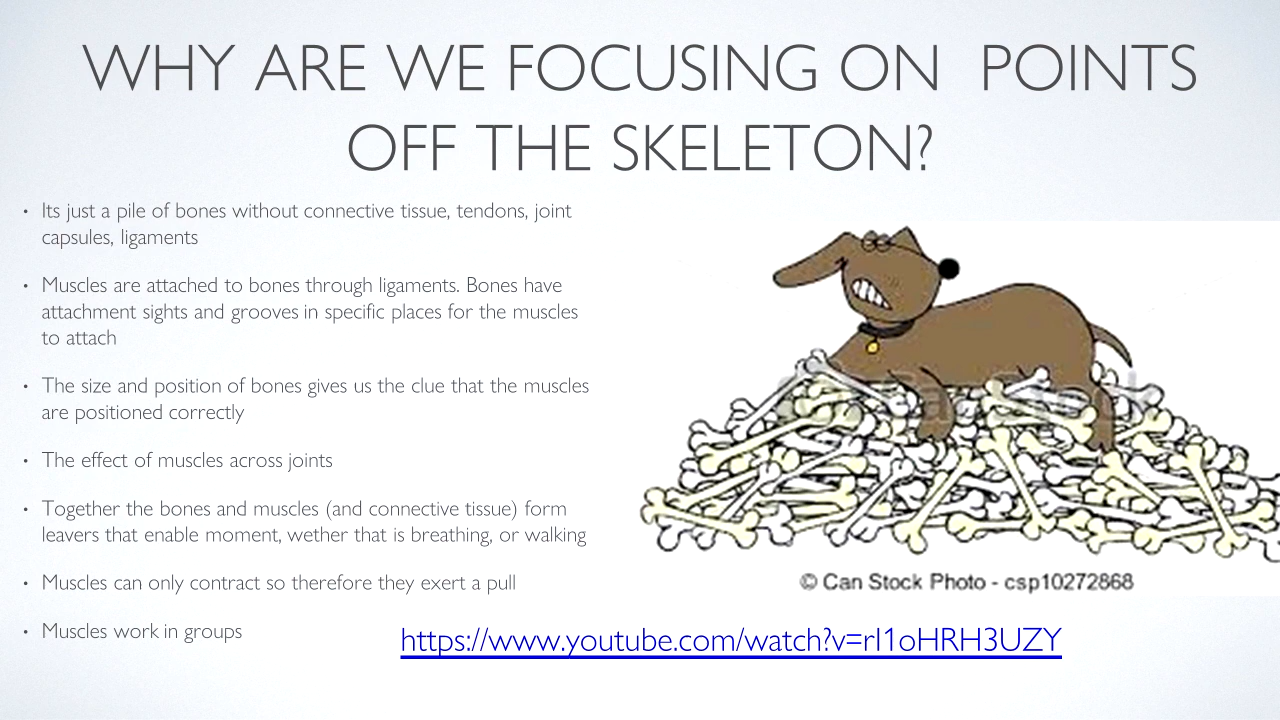 WHY ARE WE FOCUSING ON POINTS
OFF THE SKELETON?
• Its just a pile of bones without connective tissue, tendons, joint
capsules, ligaments
• Muscles are attached to bones through ligaments. Bones have
attachment sights and grooves in specific places for the muscles
to attach
• The size and position of bones gives us the clue that the muscles
are positioned correctly
• The effect of muscles across joints
• Together the bones and muscles (and connective tissue) form
leavers that enable moment, wether that is breathing, or walking
• Muscles can only contract so therefore they exert a pull
• Muscles work in groups
Can Stock
© Can Stock Photo - csp10272868
https://www.youtube.com/watch?v=rI1oHRH3UZY